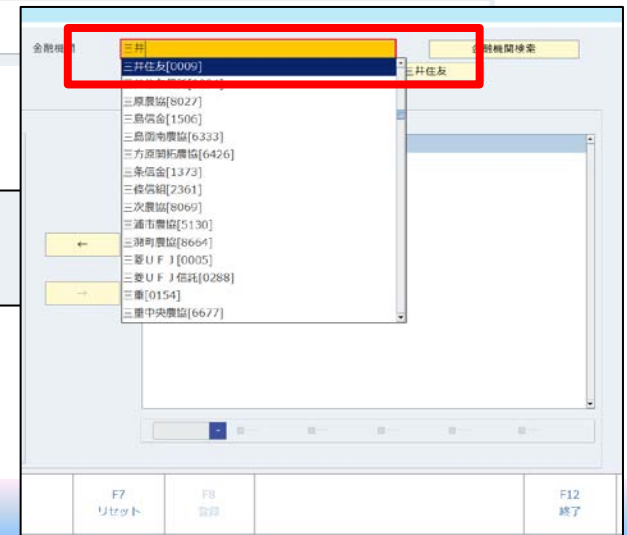 金融機関
三井
金融機関検索
三井住友[0009]
三井住友
三原農協[8027]
三島信金[1506]
三島函南農協[6333]
三方原開拓農協[6426]
三条信金[1373]
三條信組[2361]
三次農協[8069]
三浦市農協[5130]
三潴町農協[8664]
三菱ＵＦＪ[0005]
三菱ＵＦＪ信託[0288]
三重[0154]
三重中央農協[6677]
←
→
F7
リセット
F8
登録
F12
終了